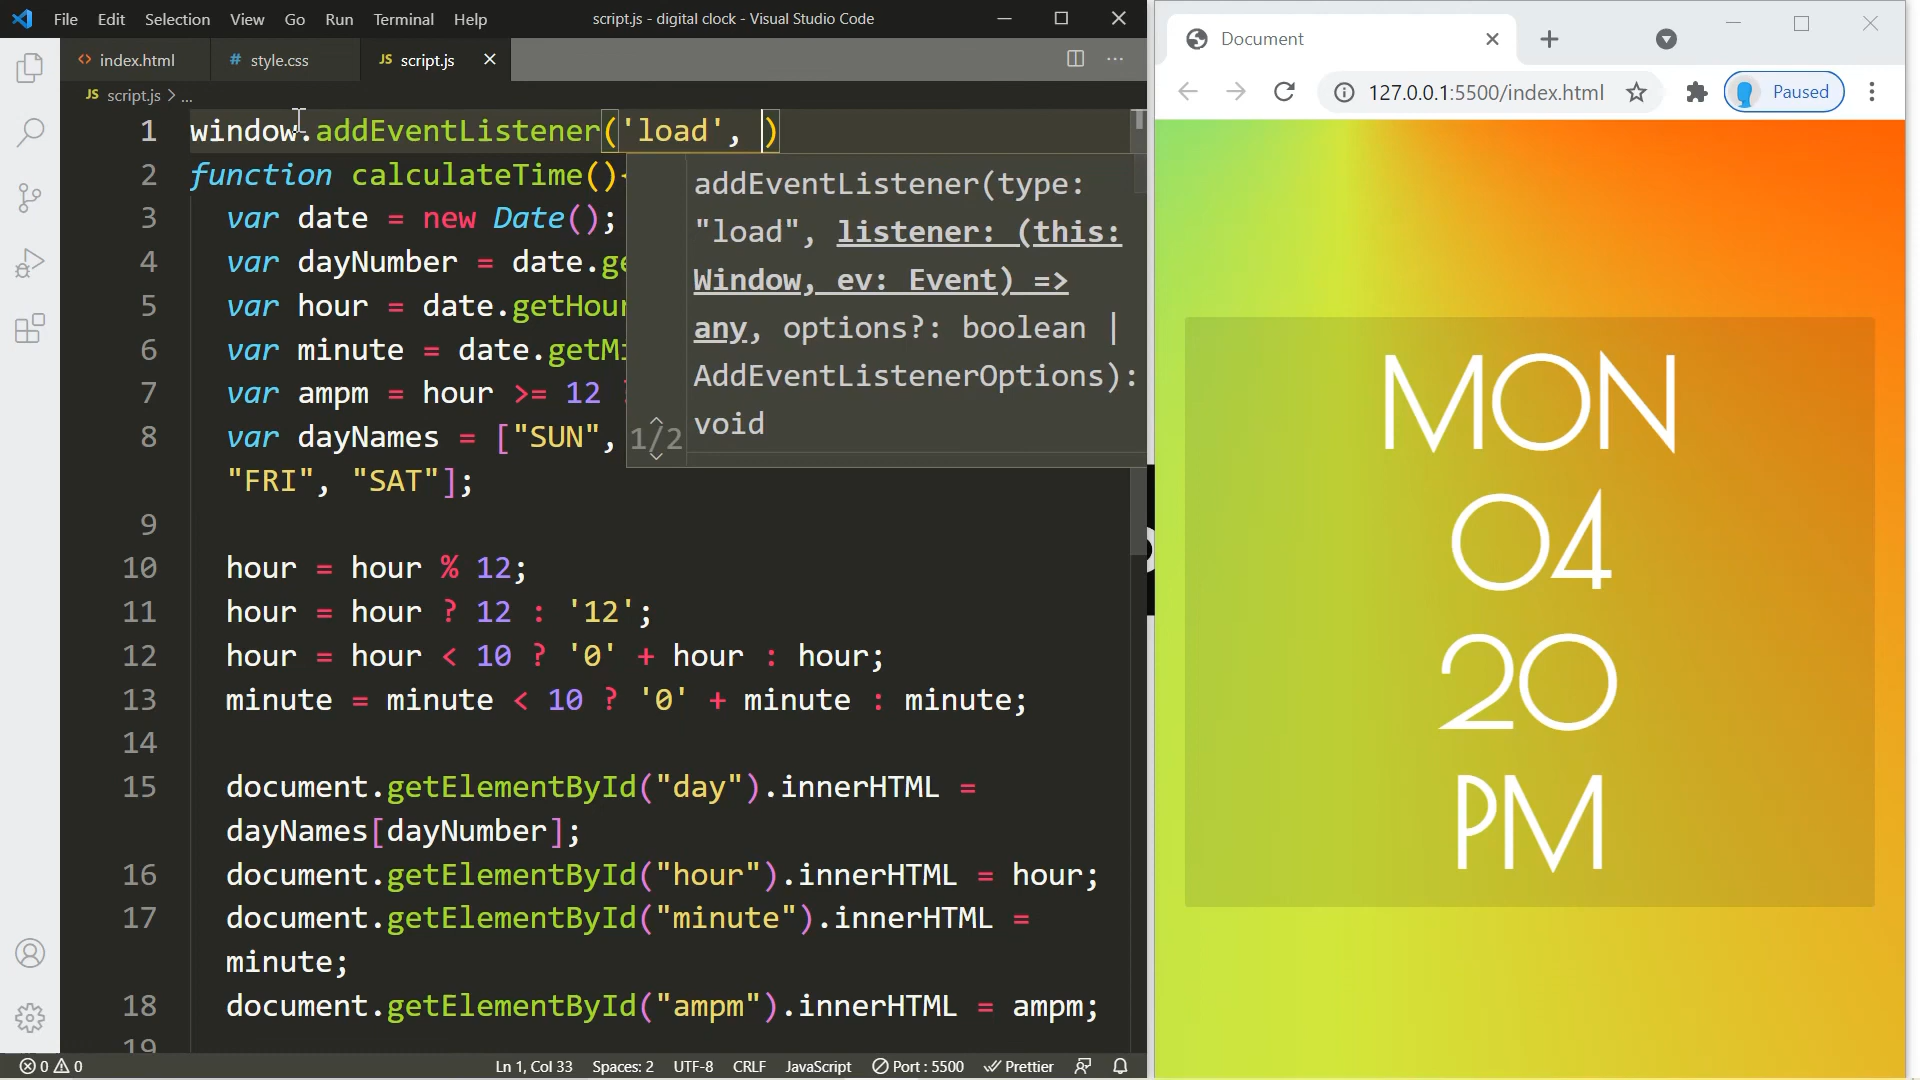 File Edit Selection View Go Run Terminal Help script.js - digital clock - Visual Studio Code
index.html # style.css JS script.js
JS script.js > ...
1 window.addEventListener('load', )
2 function calculateTime(){
3 var date = new Date();
4 var dayNumber = date.ge
5 var hour = date.getHour
6 var minute = date.getMi
7 var ampm = hour >= 12 ?
8 var dayNames = ["SUN",
"FRI", "SAT"];
9
10 hour = hour % 12;
11 hour = hour ? 12 : '12';
12 hour = hour < 10 ? '0' + hour : hour;
13 minute = minute < 10 ? '0' + minute : minute;
14
15 document.getElementById("day").innerHTML =
dayNames[dayNumber];
16 document.getElementById("hour").innerHTML = hour;
17 document.getElementById("minute").innerHTML =
minute;
18 document.getElementById("ampm").innerHTML = ampm;
19
addEventListener(type:
"load", listener: (this:
Window, ev: Event) =>
any, options?: boolean |
AddEventListenerOptions):
1/2 void
0 0 Ln 1, Col 33 Spaces: 2 UTF-8 CRLF JavaScript Port : 5500 Prettier
Document
127.0.0.1:5500/index.html Paused
MON
04
20
PM